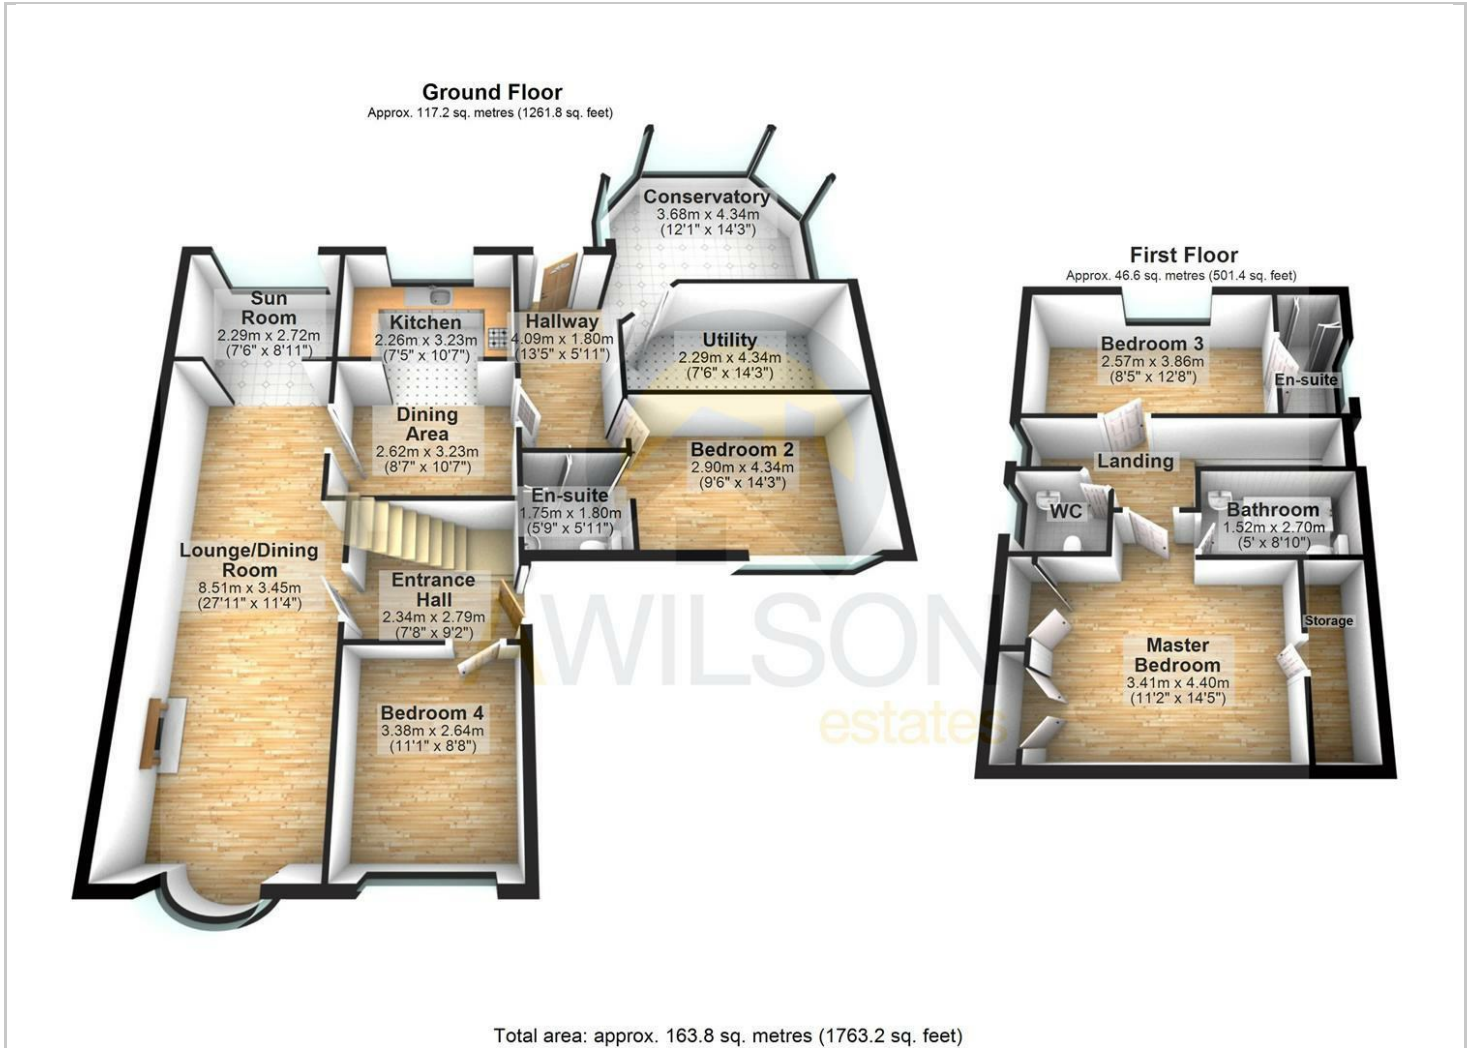 Ground Floor
Approx. 117.2 sq. metres (1261.8 sq. feet)
Conservatory
3.68m x 4.34m
(12'1" x 14'3")
Sun
Room
2.29m x 2.72m
(7'6" x 8'11")
Kitchen
2.26m x 3.23m
(7'5" x 10'7")
Hallway
4.09m x 1.80m
(13'5" x 5'11")
Utility
2.29m x 4.34m
(7'6" x 14'3")
Dining
Area
2.62m x 3.23m
(8'7" x 10'7")
Bedroom 2
2.90m x 4.34m
(9'6" x 14'3")
En-suite
1.75m x 1.80m
(5'9" x 5'11")
Lounge/Dining
Room
8.51m x 3.45m
(27'11" x 11'4")
Entrance
Hall
2.34m x 2.79m
(7'8" x 9'2")
Bedroom 4
3.38m x 2.64m
(11'1" x 8'8")
First Floor
Approx. 46.6 sq. metres (501.4 sq. feet)
Bedroom 3
2.57m x 3.86m
(8'5" x 12'8")
En-suite
Landing
WC
Bathroom
1.52m x 2.70m
(5' x 8'10")
Storage
Master
Bedroom
3.41m x 4.40m
(11'2" x 14'5")
AWILSON
estates
Total area: approx. 163.8 sq. metres (1763.2 sq. feet)